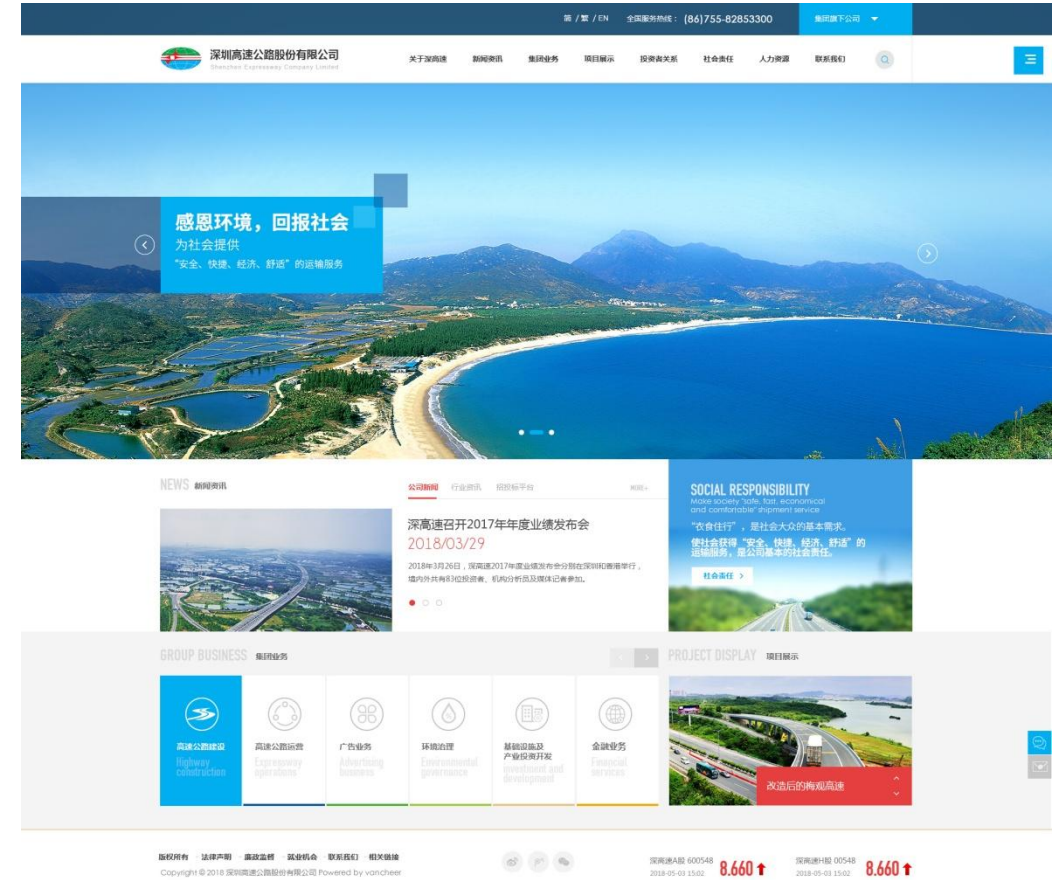 简 / 繁 / EN
全国服务热线： (86)755-82853300
集团旗下公司
深圳高速公路股份有限公司
Shenzhen Expressway Company Limited
关于深高速 新闻资讯 集团业务 项目展示 投资者关系 社会责任 人力资源 联系我们
感恩环境，回报社会
为社会提供
“安全、快捷、经济、舒适”的运输服务
NEWS 新闻资讯
公司新闻 行业资讯 招投标平台 MORE+
深高速召开2017年年度业绩发布会
2018/03/29
2018年3月26日，深高速2017年度业绩发布会分别在深圳和香港举行，
境内外共有83位投资者、机构分析员及媒体记者参加。
SOCIAL RESPONSIBILITY
Make society "safe, fast, economical
and comfortable" shipment service
“衣食住行”，是社会大众的基本需求。
使社会获得“安全、快捷、经济、舒适”的
运输服务，是公司基本的社会责任。
社会责任 >
GROUP BUSINESS 集团业务
PROJECT DISPLAY 项目展示
高速公路建设
Highway
construction
高速公路运营
Expressway
operations
广告业务
Advertising
business
环境治理
Environmental
governance
基础设施及
产业投资开发
investment and
development
金融业务
Financial
services
改造后的梅观高速
版权所有 法律声明 廉政监督 就业机会 联系我们 相关链接
Copyright © 2018 深圳高速公路股份有限公司 Powered by vancheer
深高速A股 600548
2018-05-03 15:02
8.660
深高速H股 00548
2018-05-03 15:02
8.660